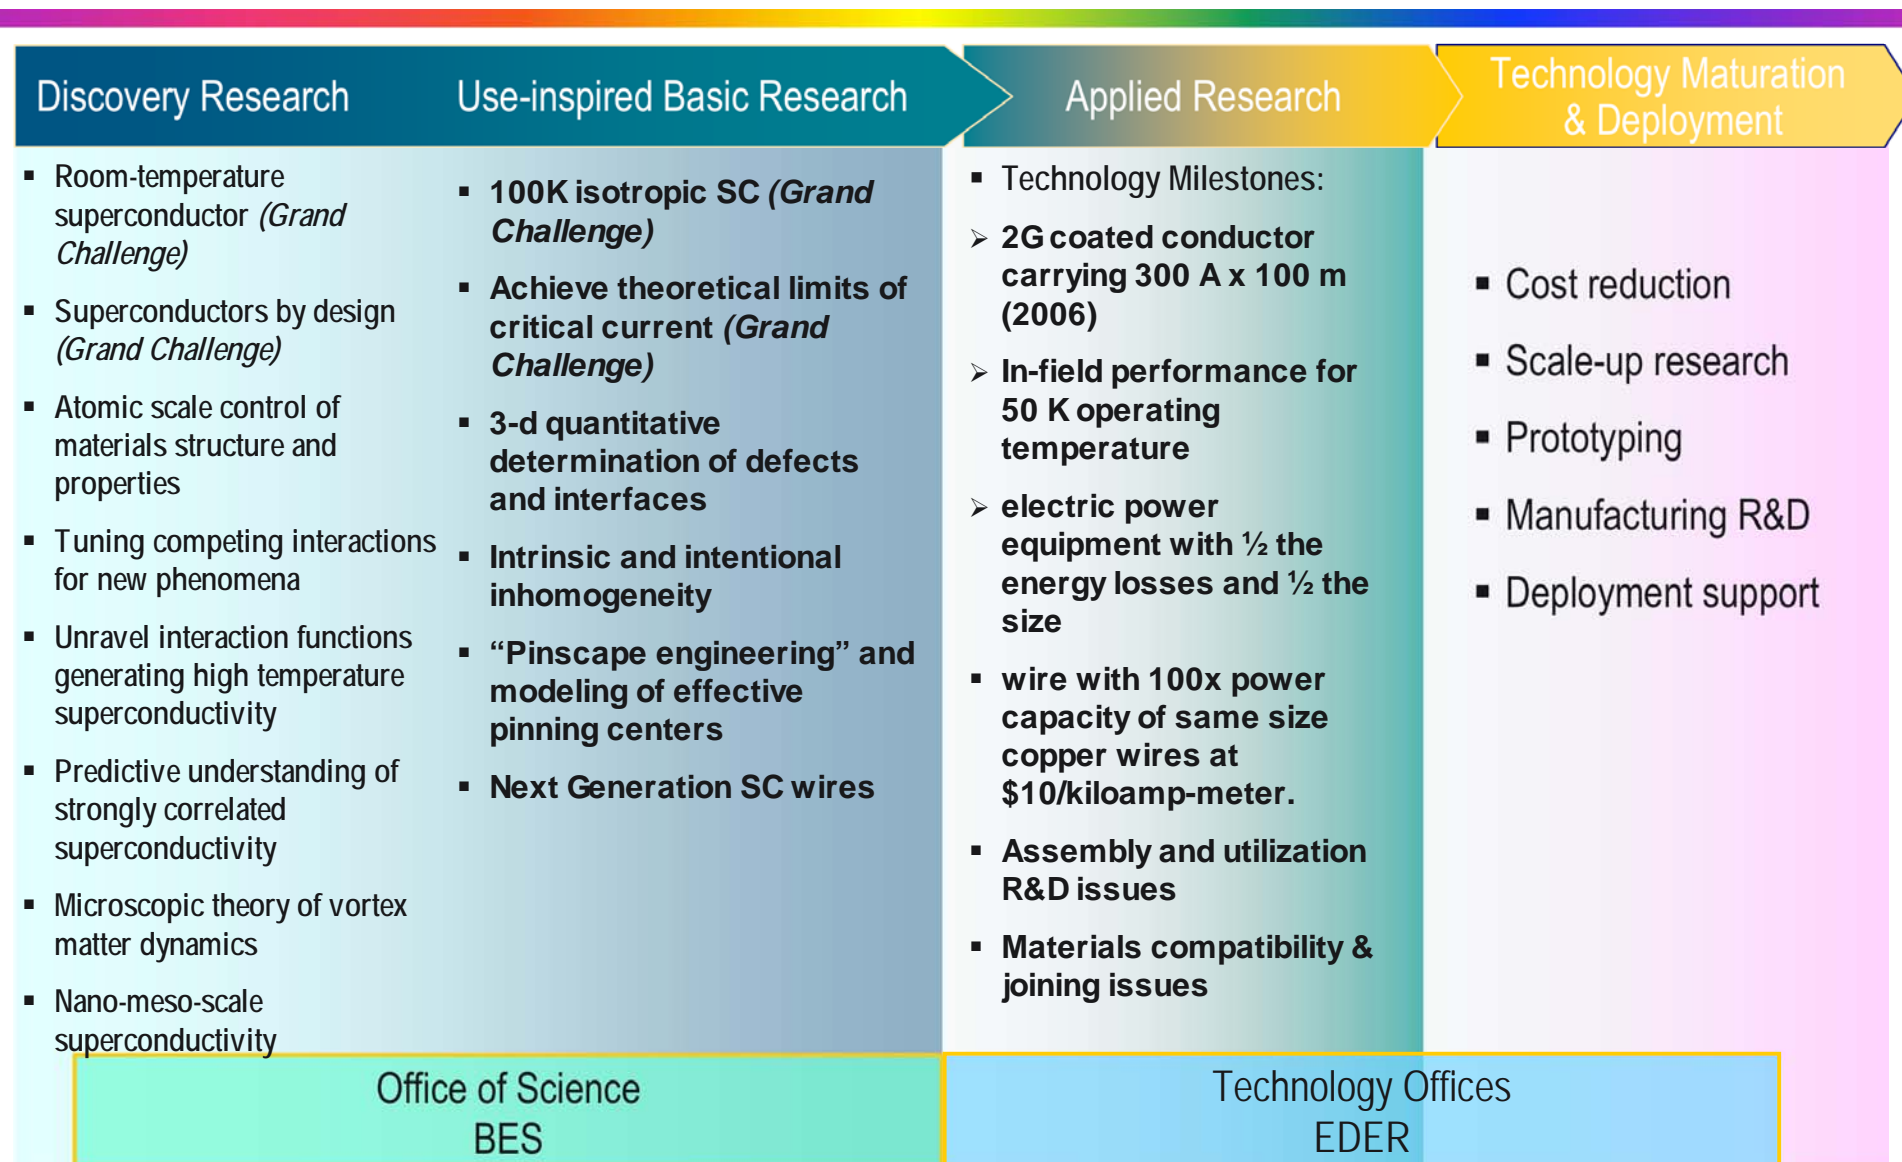 Discovery Research
Use-inspired Basic Research
Applied Research
Technology Maturation
& Deployment
▪ Room-temperature
superconductor (Grand
Challenge)
▪ Superconductors by design
(Grand Challenge)
▪ Atomic scale control of
materials structure and
properties
▪ Tuning competing interactions
for new phenomena
▪ Unravel interaction functions
generating high temperature
superconductivity
▪ Predictive understanding of
strongly correlated
superconductivity
▪ Microscopic theory of vortex
matter dynamics
▪ Nano-meso-scale
superconductivity
▪ 100K isotropic SC (Grand
Challenge)
▪ Achieve theoretical limits of
critical current (Grand
Challenge)
▪ 3-d quantitative
determination of defects
and interfaces
▪ Intrinsic and intentional
inhomogeneity
▪ “Pinscape engineering” and
modeling of effective
pinning centers
▪ Next Generation SC wires
▪ Technology Milestones:
➢ 2G coated conductor
carrying 300 A x 100 m
(2006)
➢ In-field performance for
50 K operating
temperature
➢ electric power
equipment with ½ the
energy losses and ½ the
size
▪ wire with 100x power
capacity of same size
copper wires at
$10/kiloamp-meter.
▪ Assembly and utilization
R&D issues
▪ Materials compatibility &
joining issues
▪ Cost reduction
▪ Scale-up research
▪ Prototyping
▪ Manufacturing R&D
▪ Deployment support
Office of Science
BES
Technology Offices
EDER